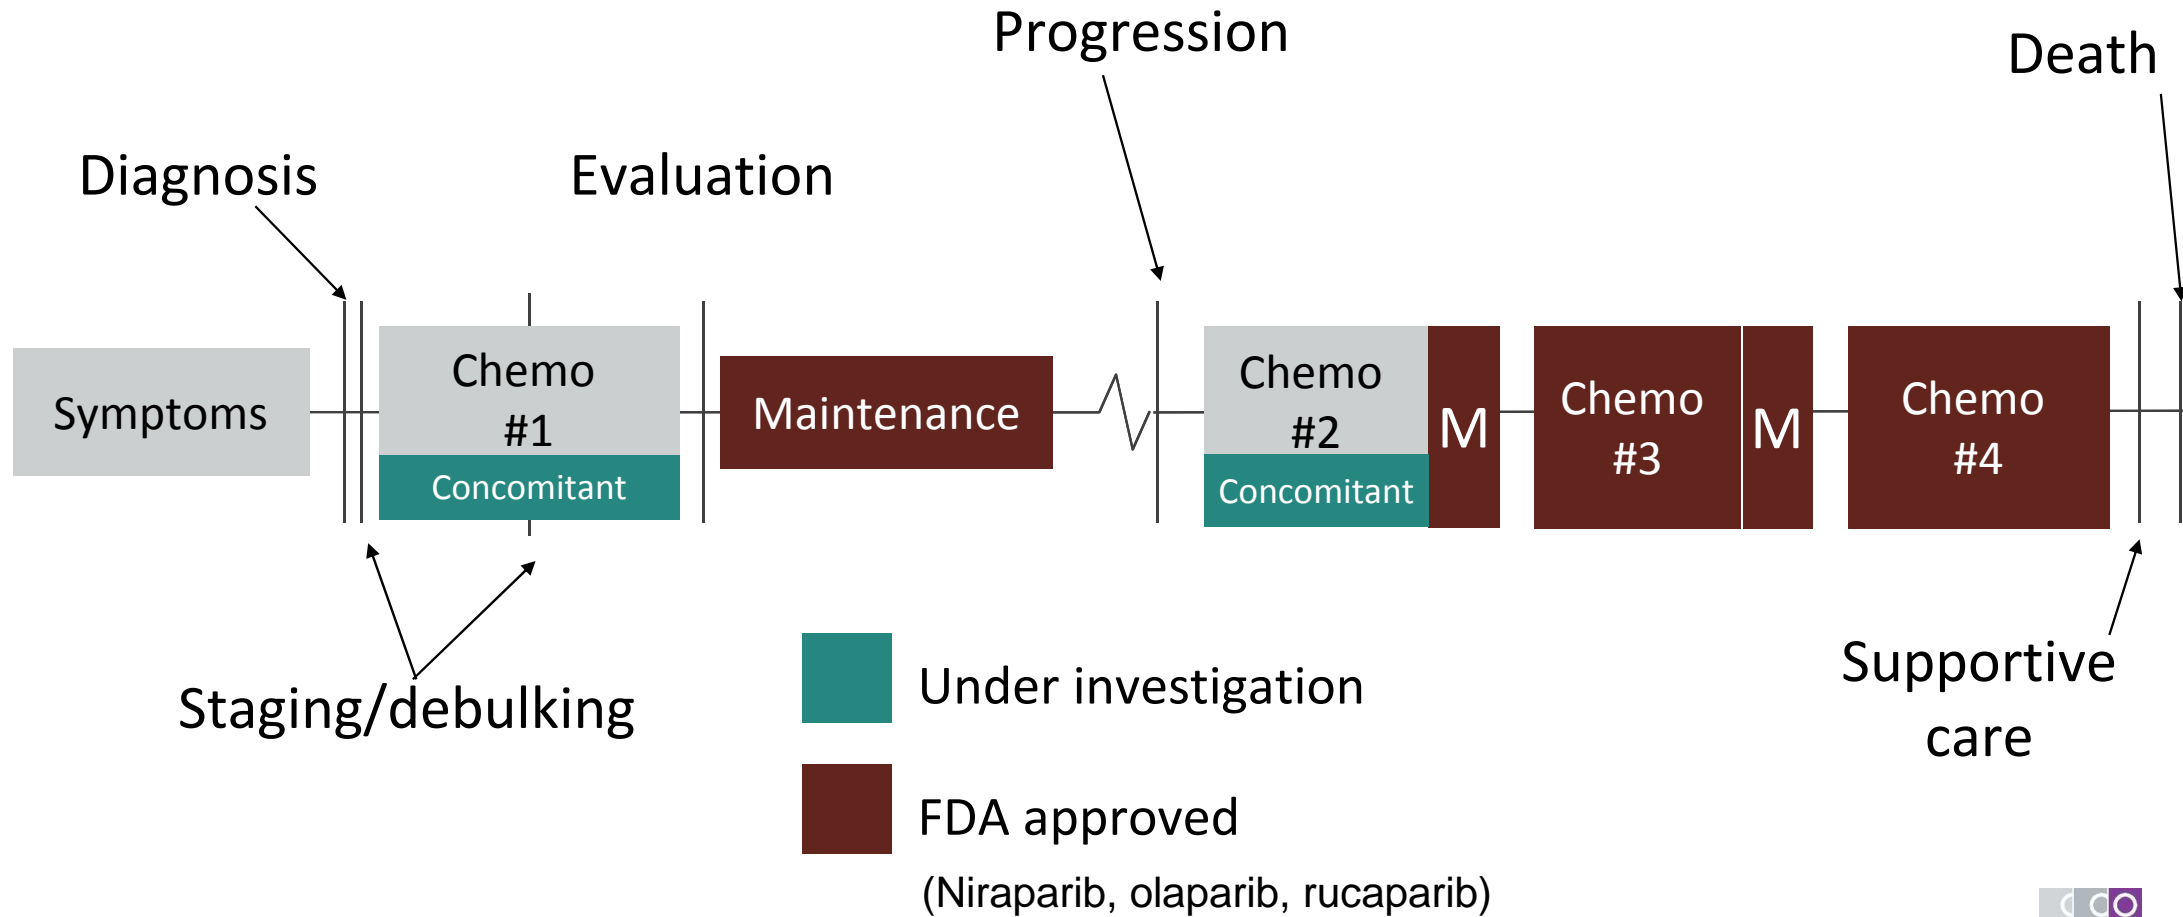 Progression
Death
Diagnosis
Evaluation
Symptoms
Chemo
#1
Concomitant
Maintenance
Chemo
#2
Concomitant
M
Chemo
#3
M
Chemo
#4
Staging/debulking
Supportive
care
Under investigation
FDA approved
(Niraparib, olaparib, rucaparib)